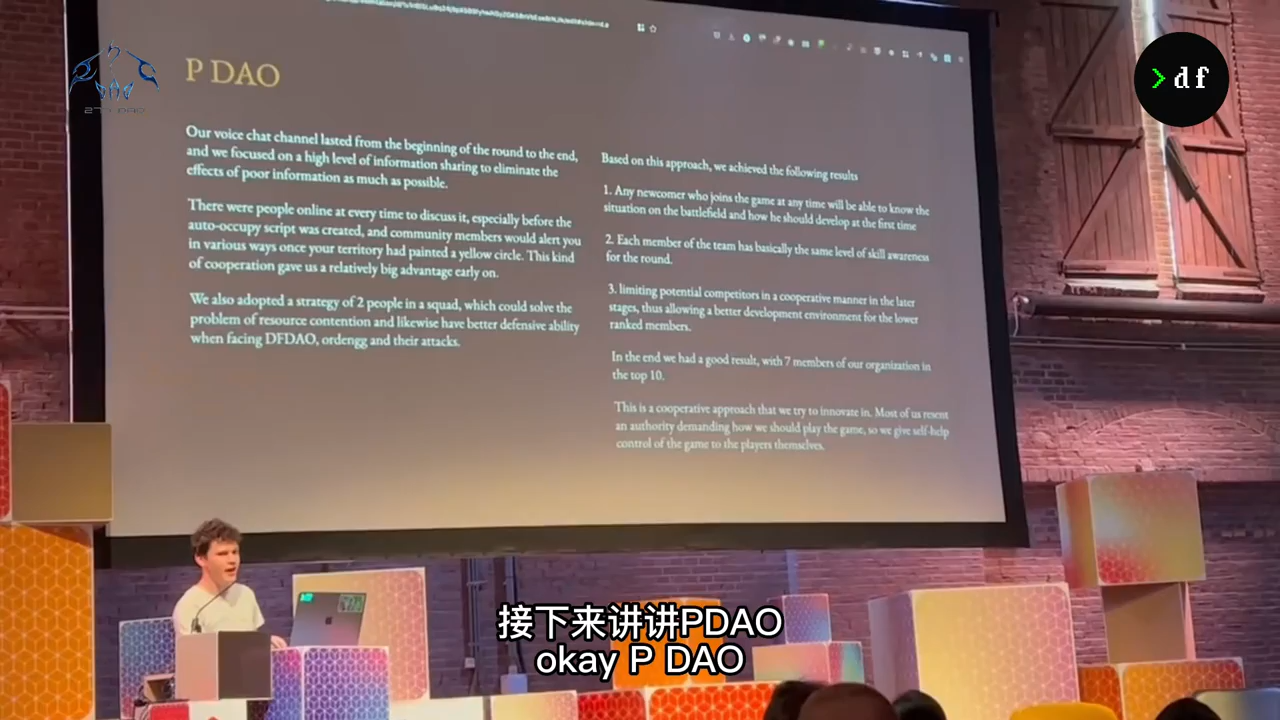 P DAO
Our voice chat channel lasted from the beginning of the round to the end,
and we focused on a high level of information sharing to eliminate the
effects of poor information as much as possible.
There were people online at every time to discuss it, especially before the
auto-occupy script was created, and community members would alert you
in various ways once your territory had painted a yellow circle. This kind
of cooperation gave us a relatively big advantage early on.
We also adopted a strategy of 2 people in a squad, which could solve the
problem of resource contention and likewise have better defensive ability
when facing DFDAO, ordengg and their attacks.
Based on this approach, we achieved the following results
1. Any newcomer who joins the game at any time will be able to know the
situation on the battlefield and how he should develop at the first time
2. Each member of the team has basically the same level of skill awareness
for the round.
3. limiting potential competitors in a cooperative manner in the later
stages, thus allowing a better development environment for the lower
ranked members.
In the end we had a good result, with 7 members of our organization in
the top 10.
This is a cooperative approach that we try to innovate in. Most of us resent
an authority demanding how we should play the game, so we give self-help
control of the game to the players themselves.
>df
接下来讲讲PDAO
okay P DAO